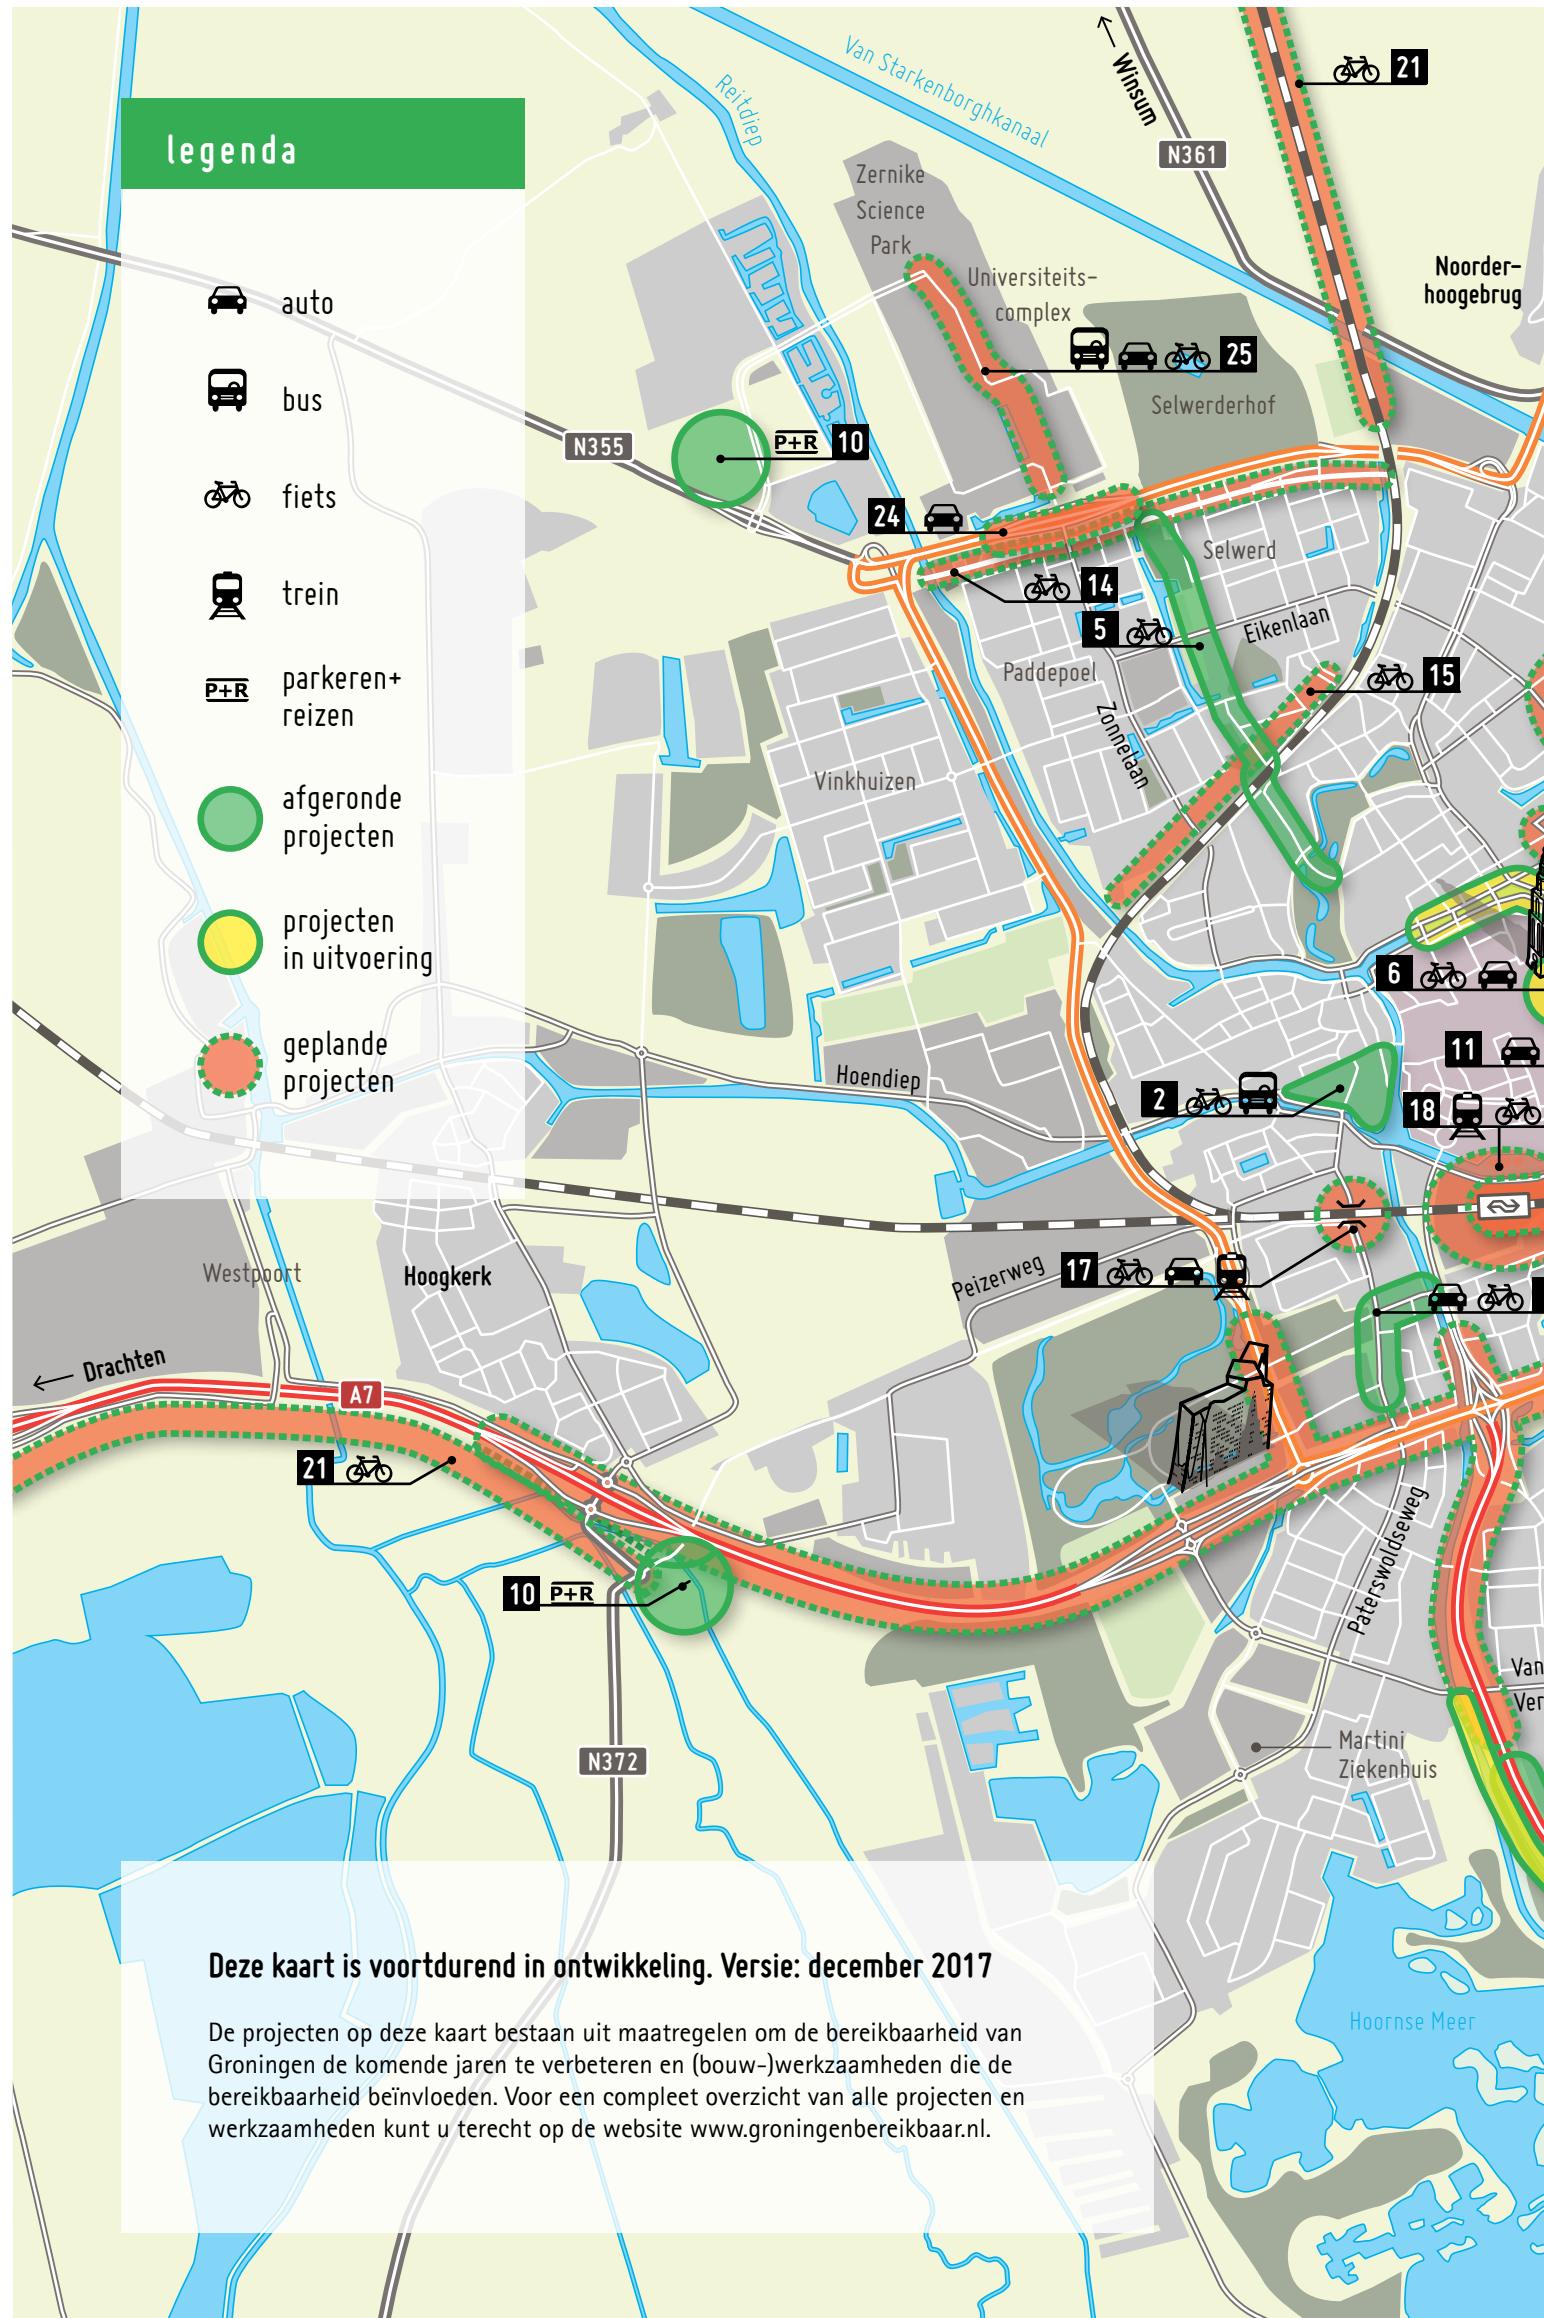 legenda
auto
bus
fiets
trein
P+R
parkeren+
reizen
afgeronde
projecten
projecten
in uitvoering
geplande
projecten
Reitdiep
Van Starkenborghkanaal
← Winsum
N361
21
Zernike
Science
Park
Universiteits-
complex
Noorder-
hoogebrug
25
Selwerderhof
N355
P+R 10
24
Selwerd
14
5
Eikenlaan
Paddepoel
15
Zonnelaan
Vinkhuizen
6
11
Hoendiep
2
18
Westpoort
Hoogkerk
Peizerweg
17
← Drachten
A7
21
10 P+R
Paterswoldseweg
Van
Ver
N372
Martini
Ziekenhuis
Hoornse Meer
Deze kaart is voortdurend in ontwikkeling. Versie: december 2017
De projecten op deze kaart bestaan uit maatregelen om de bereikbaarheid van
Groningen de komende jaren te verbeteren en (bouw-)werkzaamheden die de
bereikbaarheid beïnvloeden. Voor een compleet overzicht van alle projecten en
werkzaamheden kunt u terecht op de website www.groningenbereikbaar.nl.